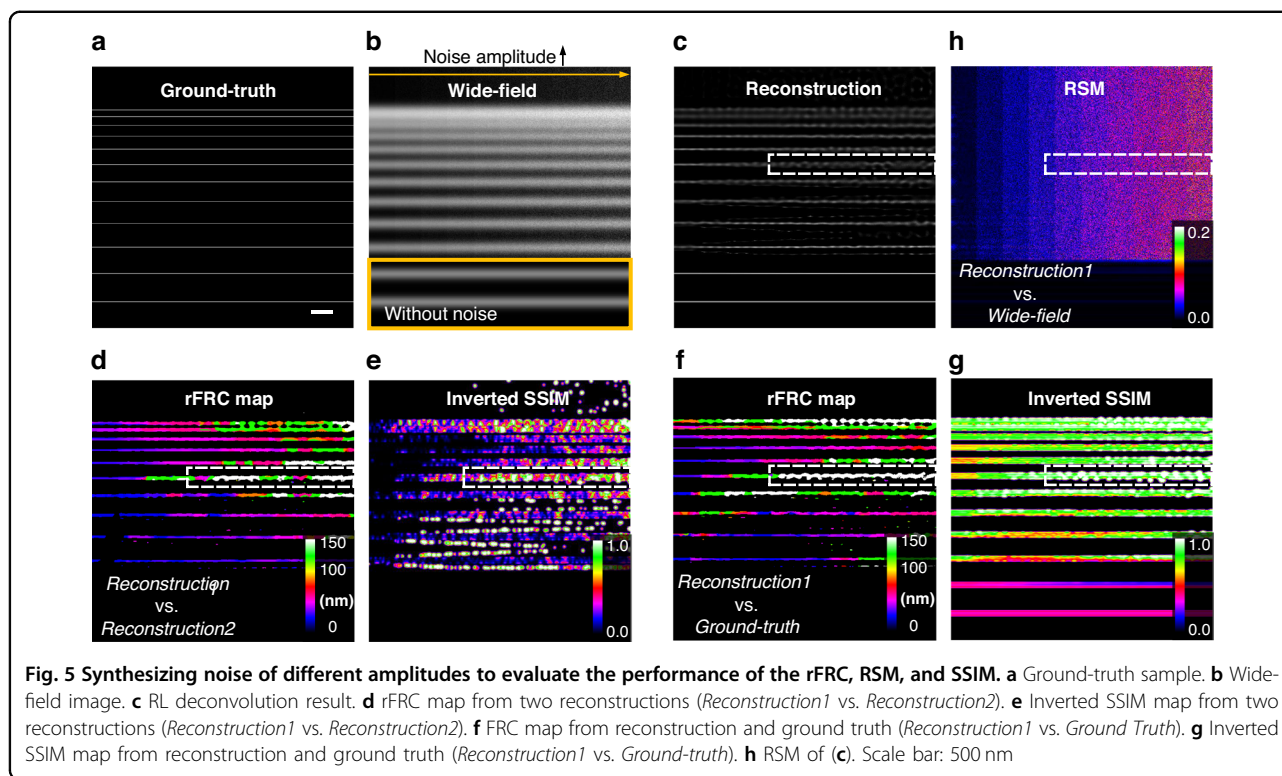 a
b
c
h
Noise amplitude ↑
Ground-truth
Wide-field
Reconstruction
RSM
Without noise
0.2
Reconstruction1
vs.
Wide-field
0.0
d
e
f
g
rFRC map
Inverted SSIM
rFRC map
Inverted SSIM
150
100
(nm)
0
Reconstruction1
vs.
Reconstruction2
1.0
0.0
150
100
(nm)
0
Reconstruction1
vs.
Ground-truth
1.0
0.0
Fig. 5 Synthesizing noise of different amplitudes to evaluate the performance of the rFRC, RSM, and SSIM. a Ground-truth sample. b Wide-
field image. c RL deconvolution result. d rFRC map from two reconstructions (Reconstruction1 vs. Reconstruction2). e Inverted SSIM map from two
reconstructions (Reconstruction1 vs. Reconstruction2). f FRC map from reconstruction and ground truth (Reconstruction1 vs. Ground Truth). g Inverted
SSIM map from reconstruction and ground truth (Reconstruction1 vs. Ground-truth). h RSM of (c). Scale bar: 500 nm